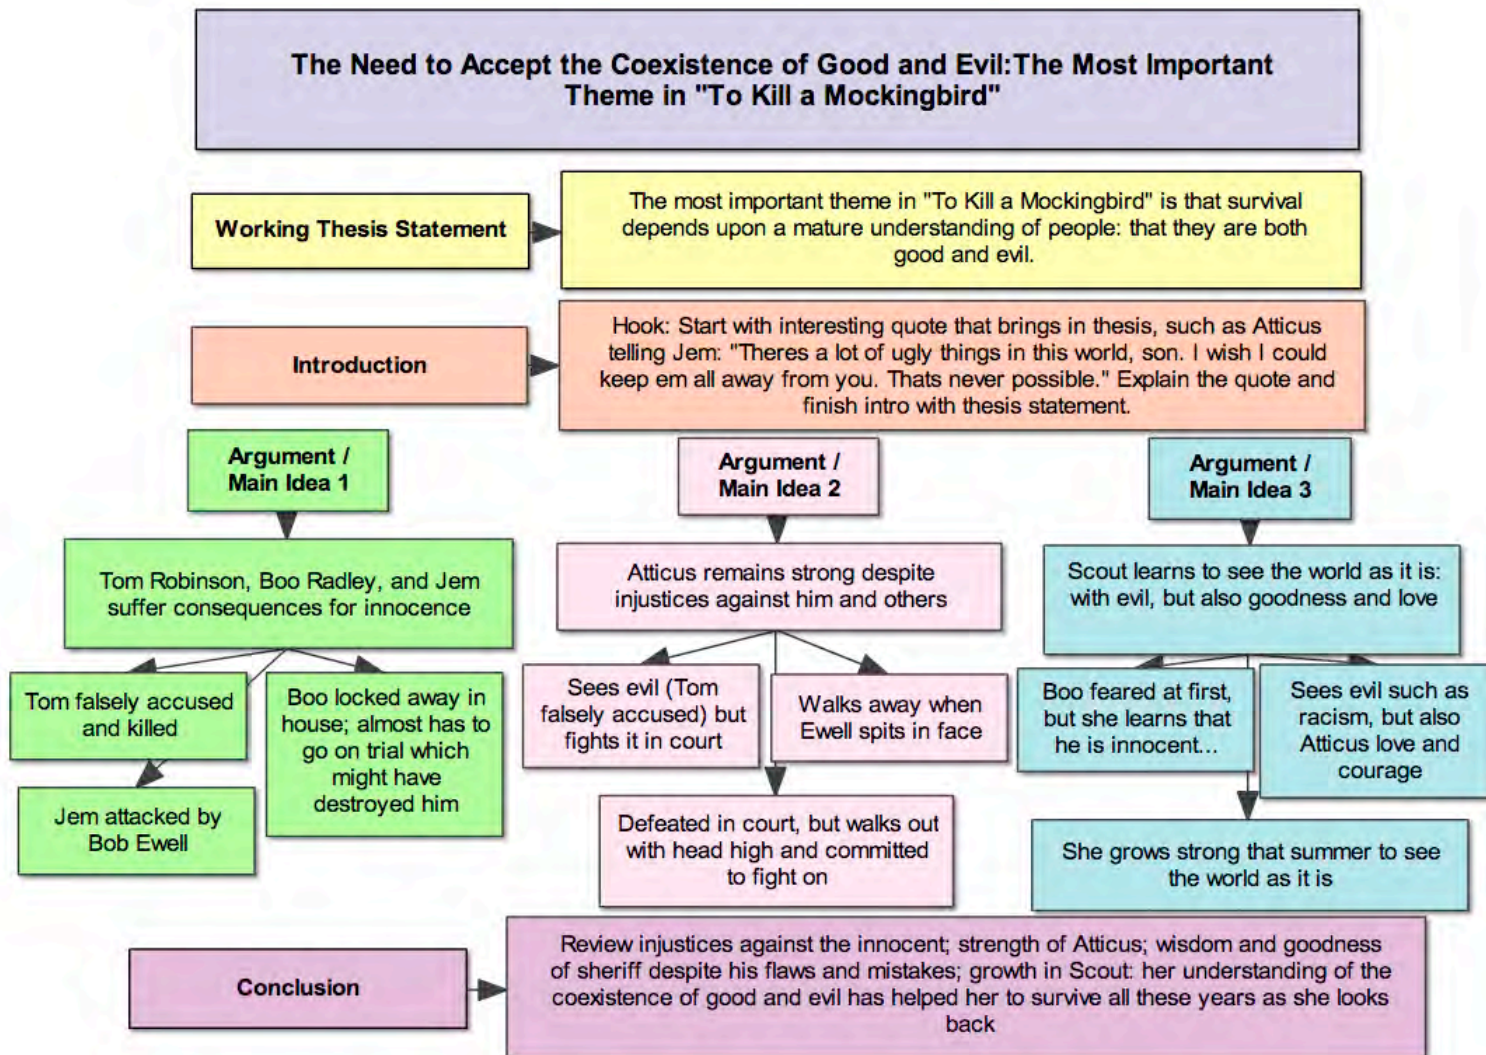 The Need to Accept the Coexistence of Good and Evil:The Most Important
Theme in "To Kill a Mockingbird"
Working Thesis Statement
The most important theme in "To Kill a Mockingbird" is that survival
depends upon a mature understanding of people: that they are both
good and evil.
Introduction
Hook: Start with interesting quote that brings in thesis, such as Atticus
telling Jem: "Theres a lot of ugly things in this world, son. I wish I could
keep em all away from you. Thats never possible." Explain the quote and
finish intro with thesis statement.
Argument /
Main Idea 1
Tom Robinson, Boo Radley, and Jem
suffer consequences for innocence
Tom falsely accused
and killed
Boo locked away in
house; almost has to
go on trial which
might have
destroyed him
Jem attacked by
Bob Ewell
Argument /
Main Idea 2
Atticus remains strong despite
injustices against him and others
Sees evil (Tom
falsely accused) but
fights it in court
Walks away when
Ewell spits in face
Defeated in court, but walks out
with head high and committed
to fight on
Argument /
Main Idea 3
Scout learns to see the world as it is:
with evil, but also goodness and love
Boo feared at first,
but she learns that
he is innocent...
Sees evil such as
racism, but also
Atticus love and
courage
She grows strong that summer to see
the world as it is
Conclusion
Review injustices against the innocent; strength of Atticus; wisdom and goodness
of sheriff despite his flaws and mistakes; growth in Scout: her understanding of the
coexistence of good and evil has helped her to survive all these years as she looks
back